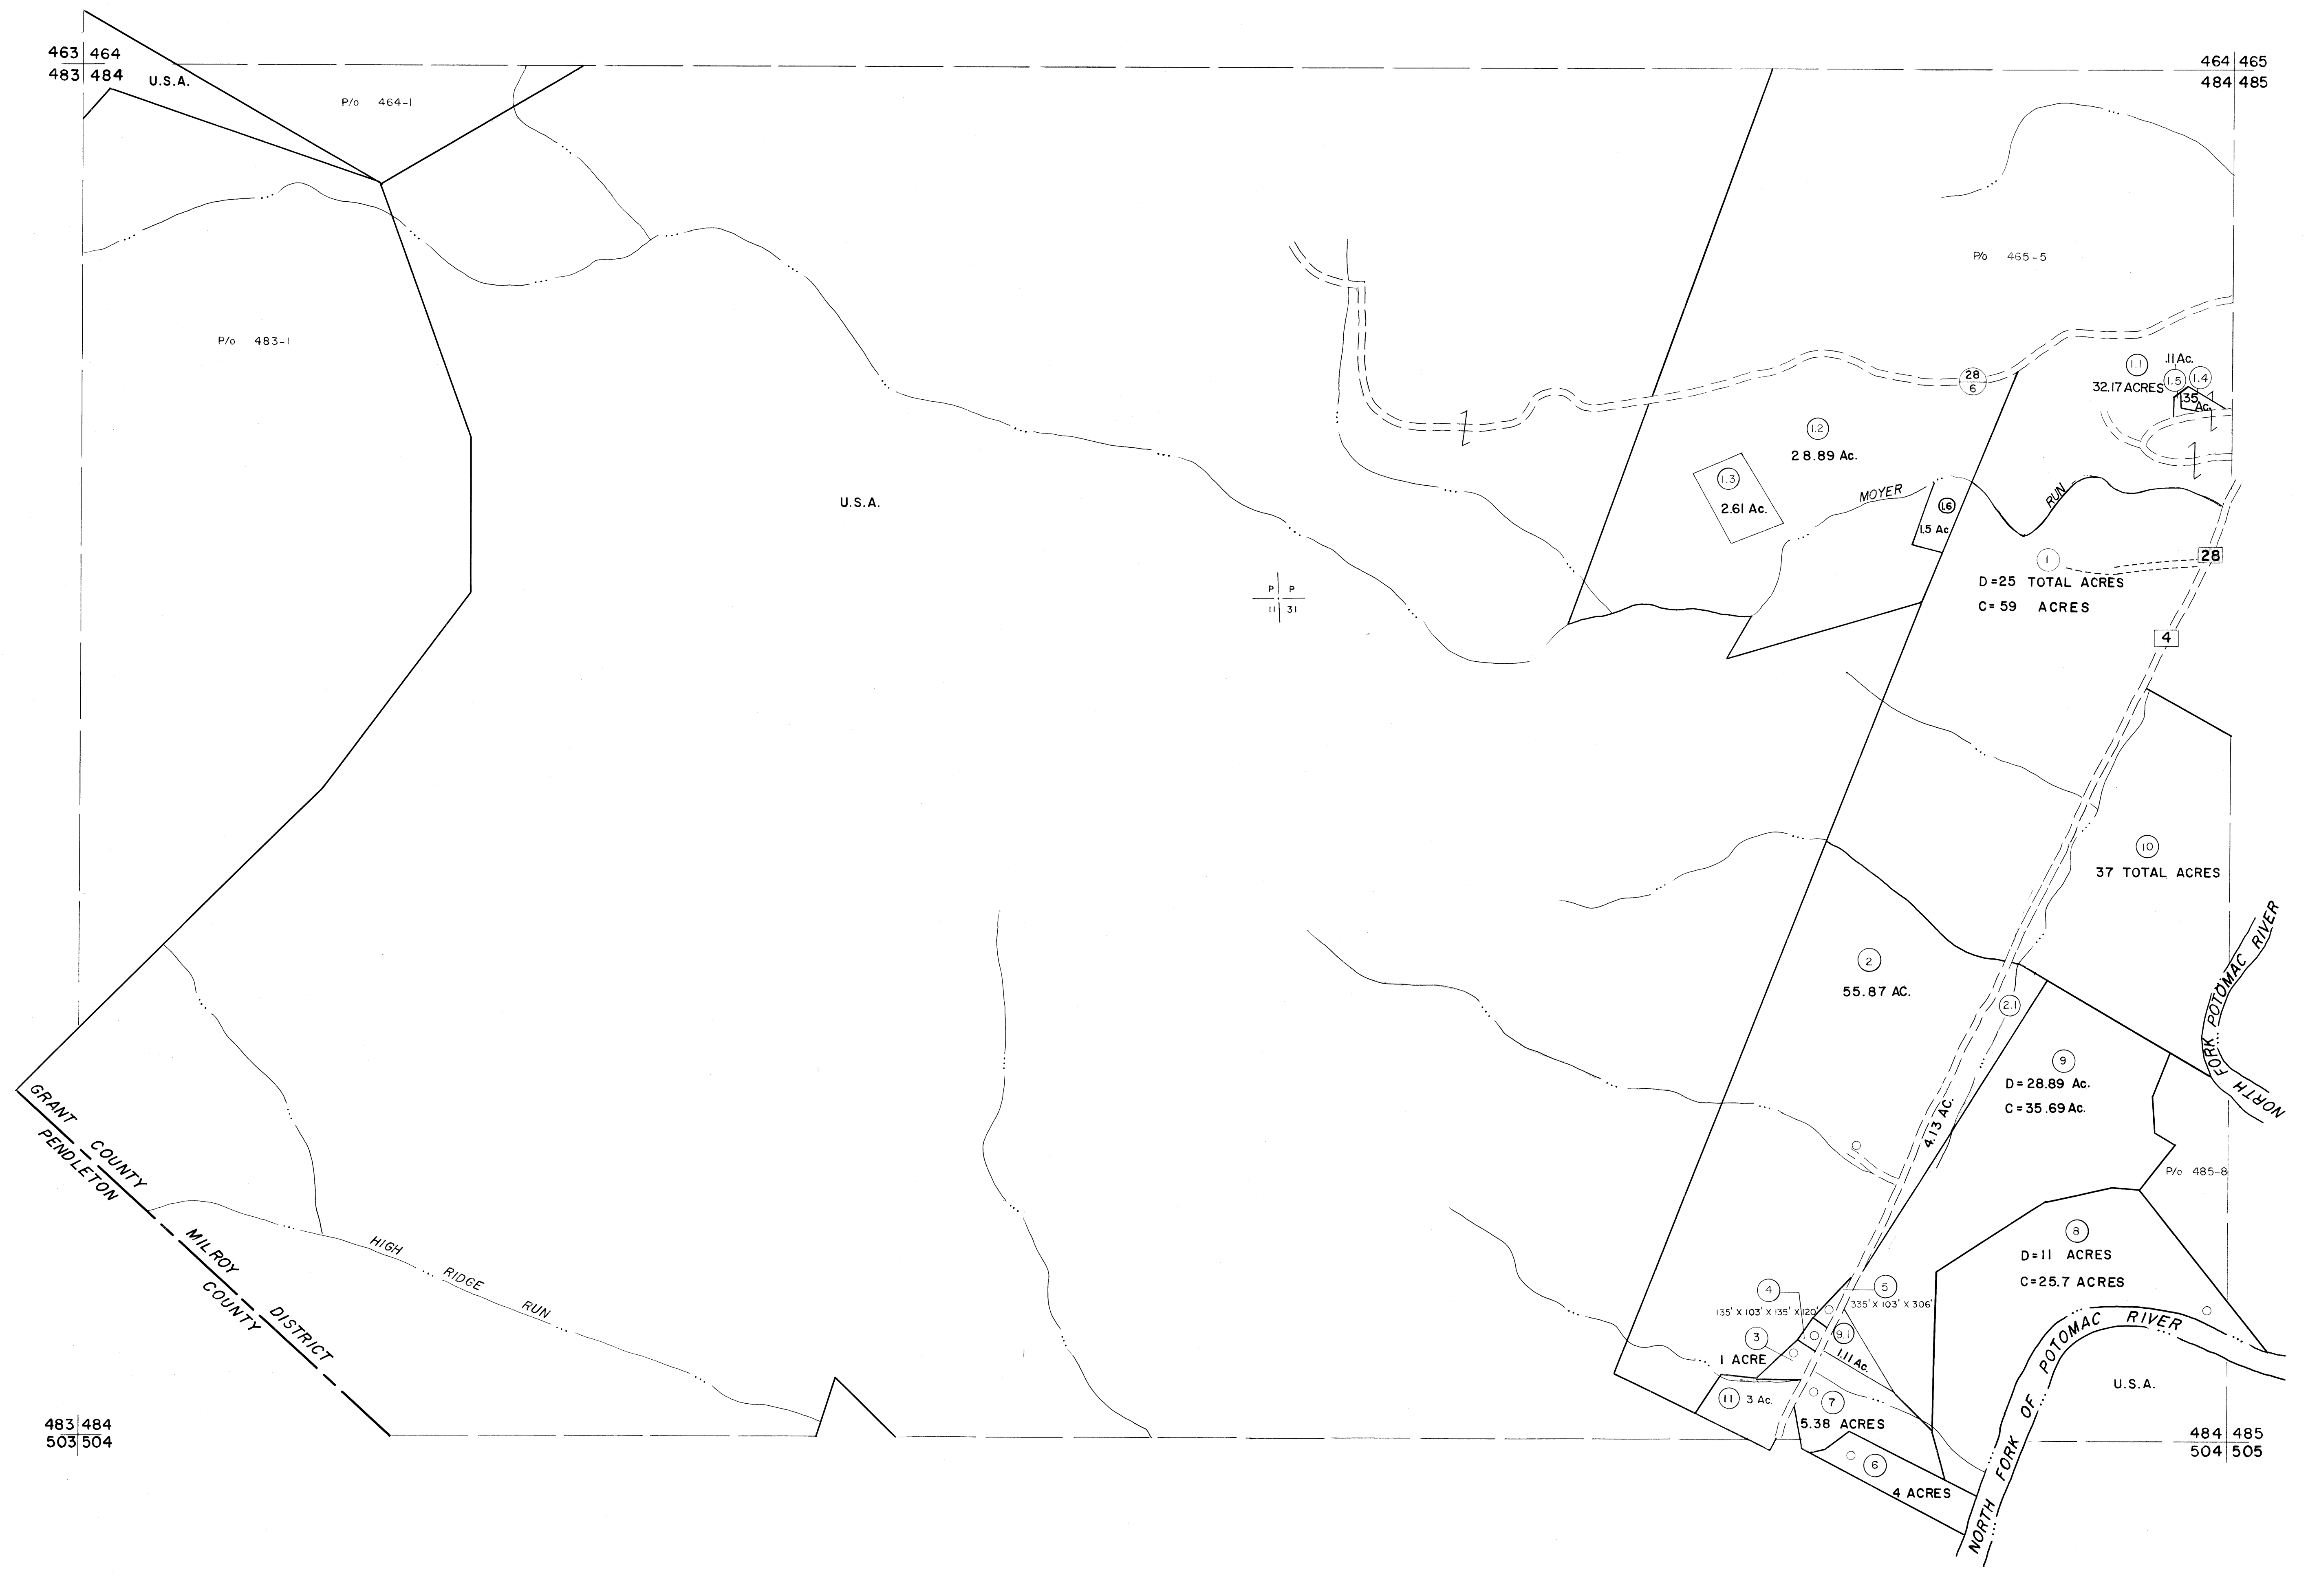 463 464
483 484
U.S.A.
P/o 464-1
464 465
484 485
P/o 465-5
P/o 483-1
28
6
1.1
.11 Ac.
32.17 ACRES
1.5
1.4
.35
Ac.
1.2
28.89 Ac.
1.3
2.61 Ac.
MOYER RUN
1.6
1.5 Ac.
U.S.A.
28
1
D=25 TOTAL ACRES
C=59 ACRES
P P
11 31
4
10
37 TOTAL ACRES
2
55.87 AC.
2.1
NORTH FORK POTOMAC RIVER
NORTH
9
D=28.89 Ac.
C=35.69 Ac.
4.13 AC.
P/o 485-8
GRANT COUNTY
PENDLETON COUNTY
MILROY DISTRICT
HIGH RIDGE RUN
8
D=11 ACRES
C=25.7 ACRES
4
135' X 103' X 135' X 120'
5
335' X 103' X 306'
3
1 ACRE
9.1
1.11 Ac.
11 3 Ac.
7
5.38 ACRES
U.S.A.
NORTH FORK OF POTOMAC RIVER
483 484
503 504
484 485
504 505
6
4 ACRES